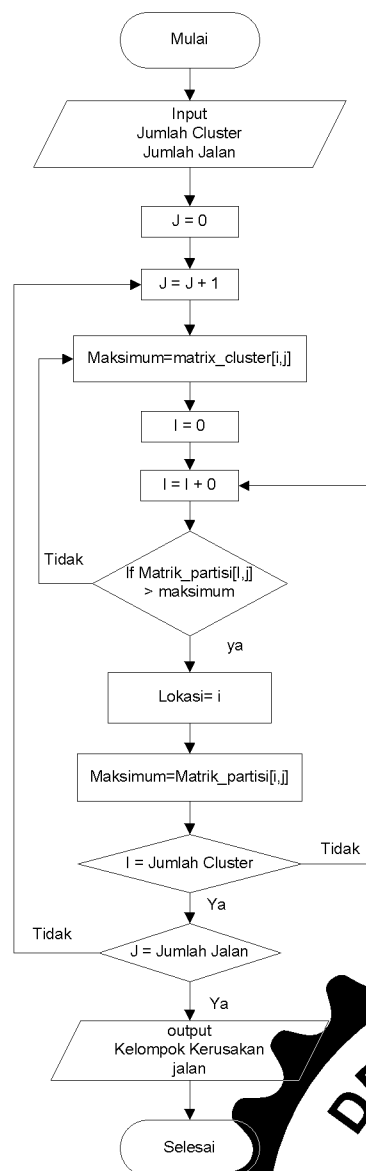 Mulai
Input
Jumlah Cluster
Jumlah Jalan
J = 0
J = J + 1
Maksimum=matrix_cluster[i,j]
I = 0
I = I + 0
Tidak
If Matrik_partisi[I,j]
> maksimum
ya
Lokasi= i
Maksimum=Matrik_partisi[i,j]
I = Jumlah Cluster
Tidak
Ya
Tidak
J = Jumlah Jalan
Ya
output
Kelompok Kerusakan
jalan
Selesai